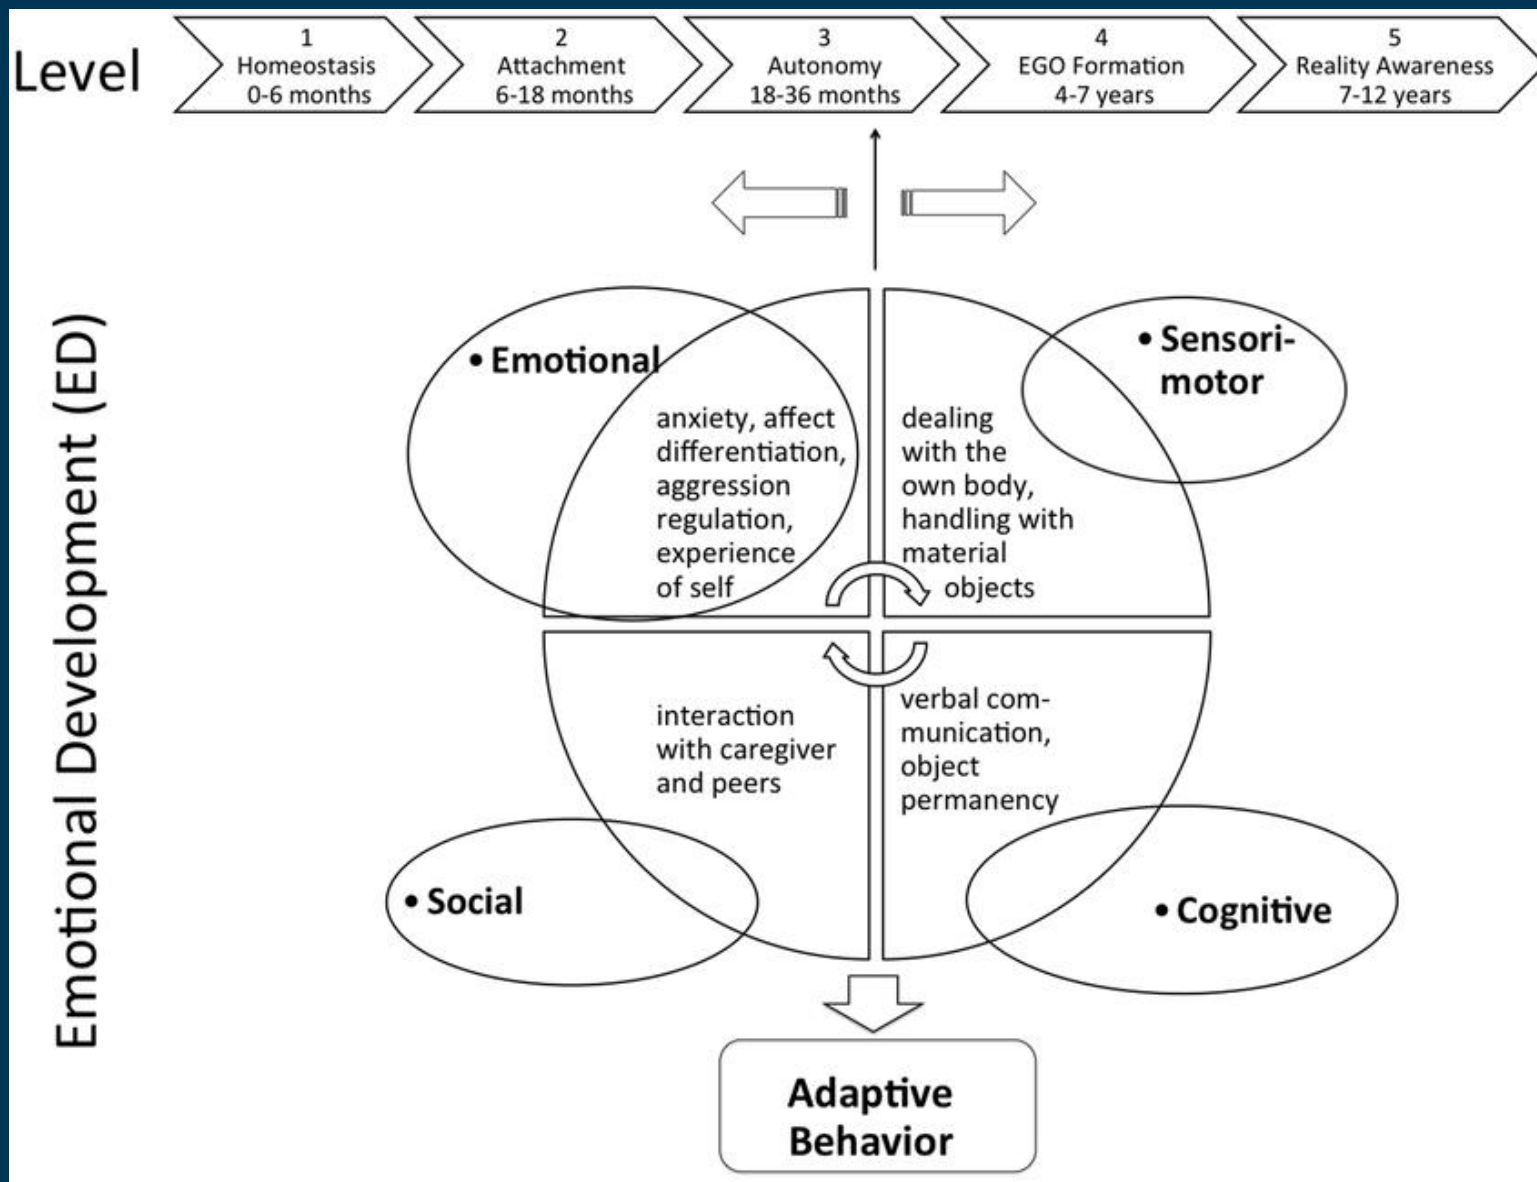 Level
1
Homeostasis
0-6 months
2
Attachment
6-18 months
3
Autonomy
18-36 months
4
EGO Formation
4-7 years
5
Reality Awareness
7-12 years
Emotional Development (ED)
• Emotional
anxiety, affect
differentiation,
aggression
regulation,
experience
of self
• Sensori-
motor
dealing
with the
own body,
handling with
material
objects
interaction
with caregiver
and peers
• Social
verbal com-
munication,
object
permanency
• Cognitive
Adaptive
Behavior